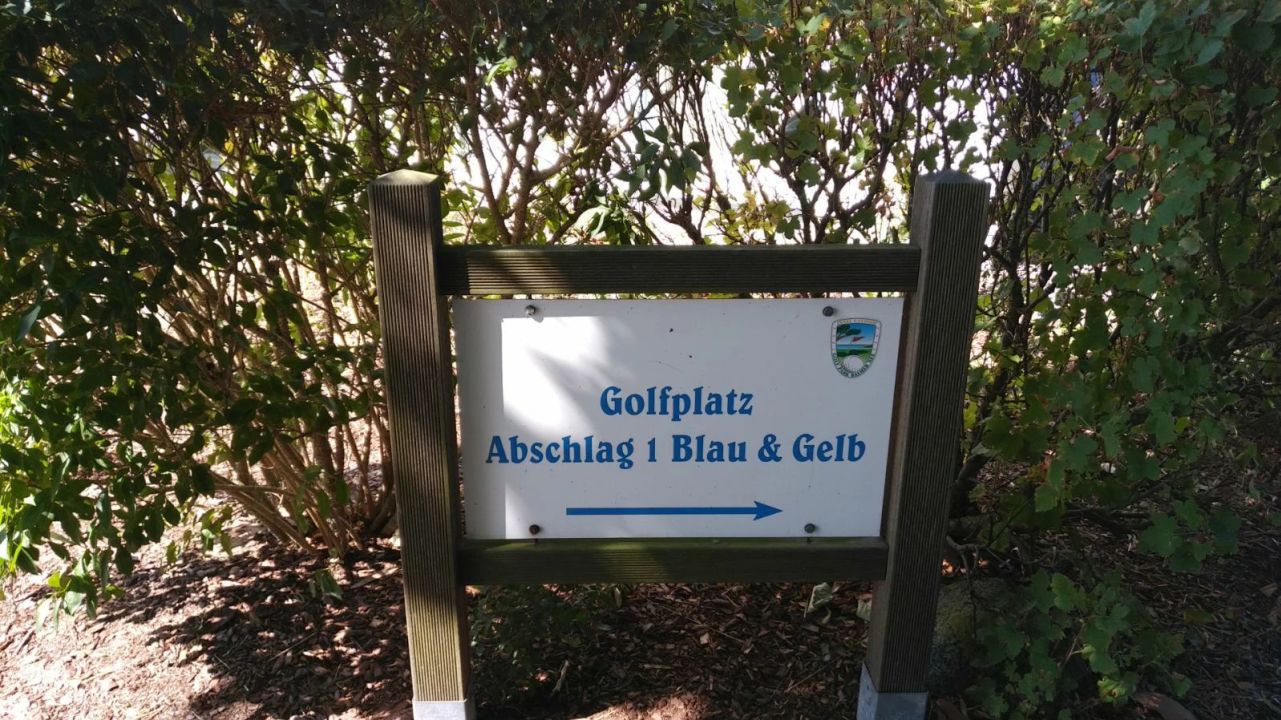 Golfplatz
Abschlag 1 Blau & Gelb